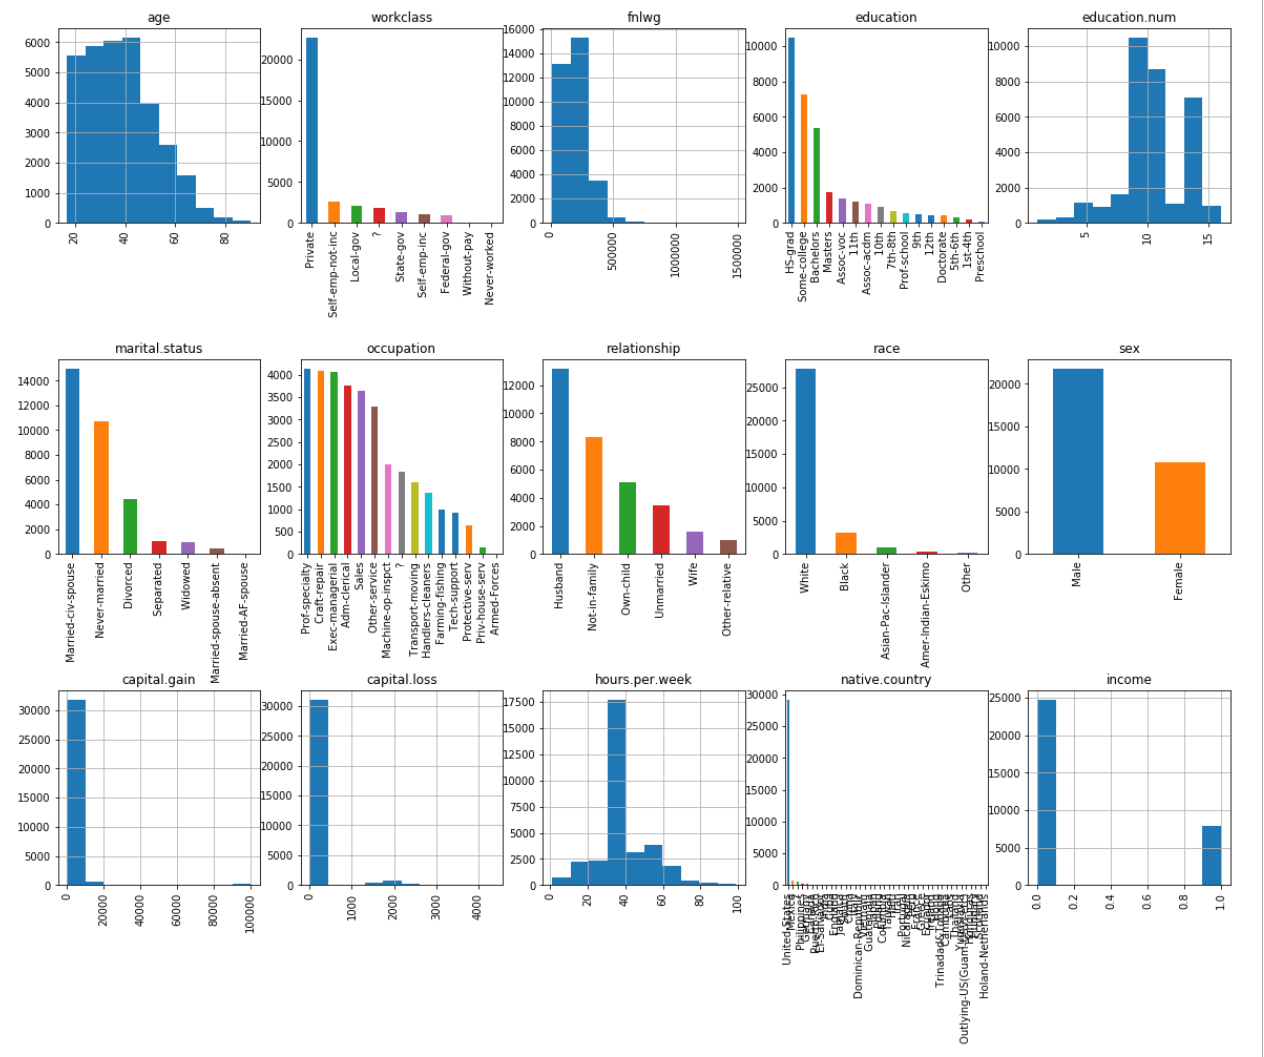 age
6000
5000
4000
3000
2000
1000
0
20 40 60 80
workclass
20000
15000
10000
5000
0
Private
Self-emp-not-inc
Local-gov
?
State-gov
Self-emp-inc
Federal-gov
Without-pay
Never-worked
fnlwg
16000
14000
12000
10000
8000
6000
4000
2000
0
0
500000
1000000
1500000
education
10000
8000
6000
4000
2000
0
HS-grad
Some-college
Bachelors
Masters
Assoc-voc
11th
Assoc-acdm
10th
7th-8th
Prof-school
9th
12th
Doctorate
5th-6th
1st-4th
Preschool
education.num
10000
8000
6000
4000
2000
0
5
10
15
marital.status
14000
12000
10000
8000
6000
4000
2000
0
Married-civ-spouse
Never-married
Divorced
Separated
Widowed
Married-spouse-absent
Married-AF-spouse
occupation
4000
3500
3000
2500
2000
1500
1000
500
0
Prof-specialty
Craft-repair
Exec-managerial
Adm-clerical
Sales
Other-service
Machine-op-inspct
?
Transport-moving
Handlers-cleaners
Farming-fishing
Tech-support
Protective-serv
Priv-house-serv
Armed-Forces
relationship
12000
10000
8000
6000
4000
2000
0
Husband
Not-in-family
Own-child
Unmarried
Wife
Other-relative
race
25000
20000
15000
10000
5000
0
White
Black
Asian-Pac-Islander
Amer-Indian-Eskimo
Other
sex
20000
15000
10000
5000
0
Male
Female
capital.gain
30000
25000
20000
15000
10000
5000
0
0
20000
40000
60000
80000
100000
capital.loss
30000
25000
20000
15000
10000
5000
0
0
1000
2000
3000
4000
hours.per.week
17500
15000
12500
10000
7500
5000
2500
0
0
20
40
60
80
100
native.country
30000
25000
20000
15000
10000
5000
0
United-States
Mexico
Philippines
El-Salvador
Dominican-Republic
Trinadad&Tobago
Outlying-US(Guam-
Holand-Netherlands
income
25000
20000
15000
10000
5000
0
0.0
0.2
0.4
0.6
0.8
1.0